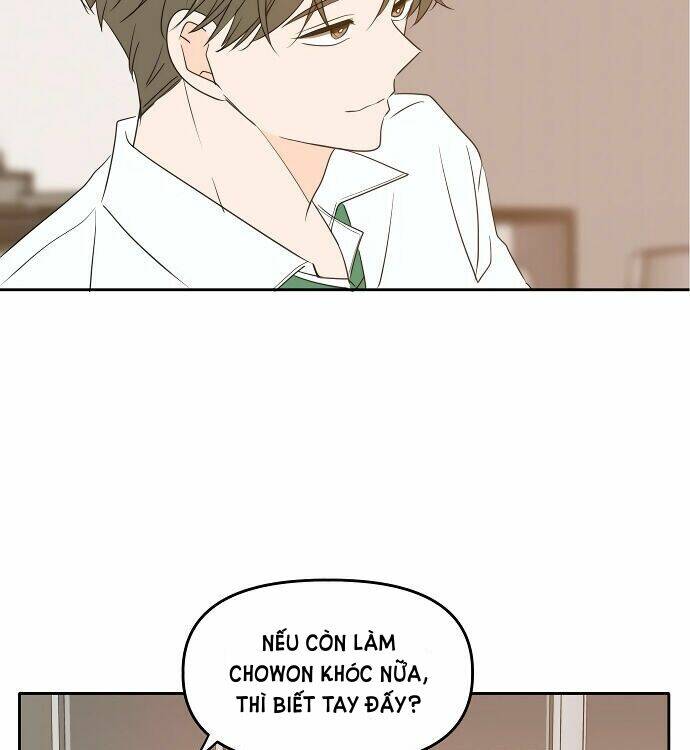 NẾU CÒN LÀM
CHOWON KHÓC NỮA,
THÌ BIẾT TAY ĐẤY?